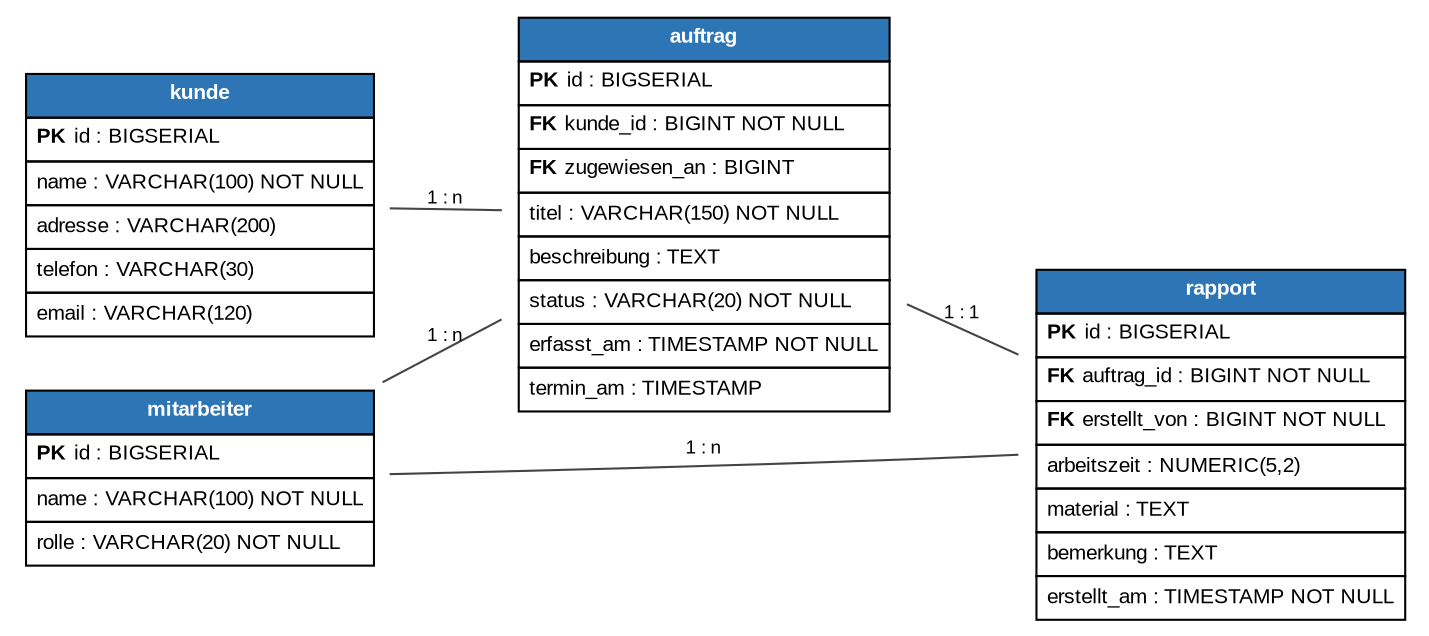 kunde
PK id : BIGSERIAL
name : VARCHAR(100) NOT NULL
adresse : VARCHAR(200)
telefon : VARCHAR(30)
email : VARCHAR(120)
1 : n
auftrag
PK id : BIGSERIAL
FK kunde_id : BIGINT NOT NULL
FK zugewiesen_an : BIGINT
titel : VARCHAR(150) NOT NULL
beschreibung : TEXT
status : VARCHAR(20) NOT NULL
erfasst_am : TIMESTAMP NOT NULL
termin_am : TIMESTAMP
1 : n
mitarbeiter
PK id : BIGSERIAL
name : VARCHAR(100) NOT NULL
rolle : VARCHAR(20) NOT NULL
1 : n
1 : 1
rapport
PK id : BIGSERIAL
FK auftrag_id : BIGINT NOT NULL
FK erstellt_von : BIGINT NOT NULL
arbeitszeit : NUMERIC(5,2)
material : TEXT
bemerkung : TEXT
erstellt_am : TIMESTAMP NOT NULL